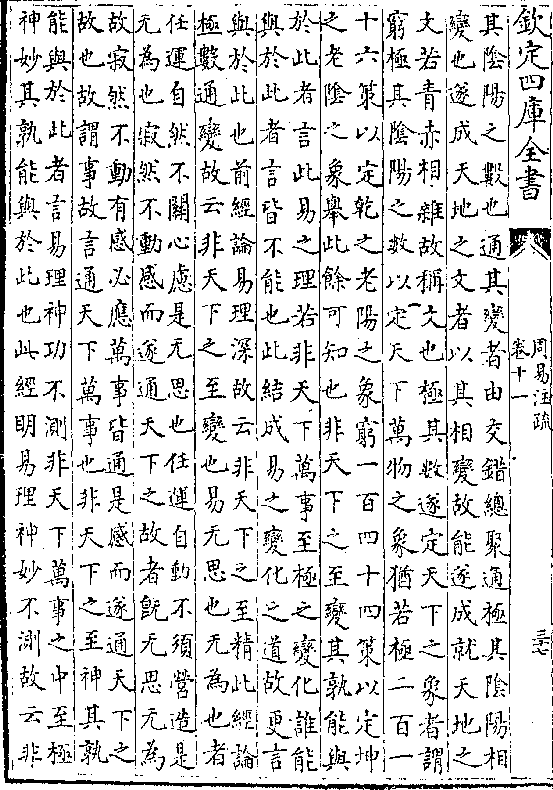 欽定四庫全書
周易注疏
卷十一
三十七
其陰陽之數也通其變者由交錯總聚通極其陰陽相
變也遂成天地之文者以其相變故能遂成就天地之
文若青赤相雜故稱文也極其數遂定天下之象者謂
窮極其陰陽之數以定天下萬物之象猶若極二百一
十六策以定乾之老陽之象窮一百四十四策以定坤
之老陰之象舉此餘可知也非天下之至變其孰能與
於此者言此易之理若非天下萬事至極之變化誰能
與於此者言皆不能也此結成易之變化之道故更言
與於此也前經論易理深故云非天下之至精此經論
極數通變故云非天下之至變也易无思也无為也者
任運自然不關心慮是无思也任運自動不須營造是
无為也寂然不動感而遂通天下之故者旣无思无為
故寂然不動有感必應萬事皆通是感而遂通天下之
故也故謂事故言通天下萬事也非天下之至神其孰
能與於此者言易理神功不測非天下萬事之中至極
神妙其孰能與於此也此經明易理神妙不測故云非